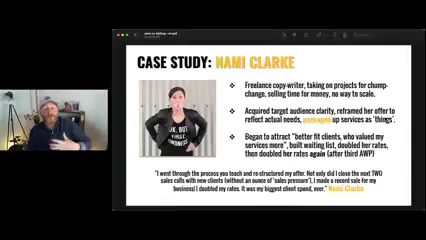 CASE STUDY: NAMI CLARKE
Freelance copy-writer, taking on projects for chump-
change, selling time for money, no way to scale.
Acquired target audience clarity, reframed her offer to
reflect actual needs, packaged up services as 'things'.
Began to attract "better fit clients, who valued my
services more", built waiting list, doubled her rates,
then doubled her rates again (after third AWP)
OK, BUT
FIRST
KINDNESS
"I went through the process you teach and re-structured my offer. Not only did I close the next TWO
sales calls with new clients (without an ounce of "sales pressure"), I made a record sale for my
business! I doubled my rates. It was my biggest client spend, ever." Nami Clarke